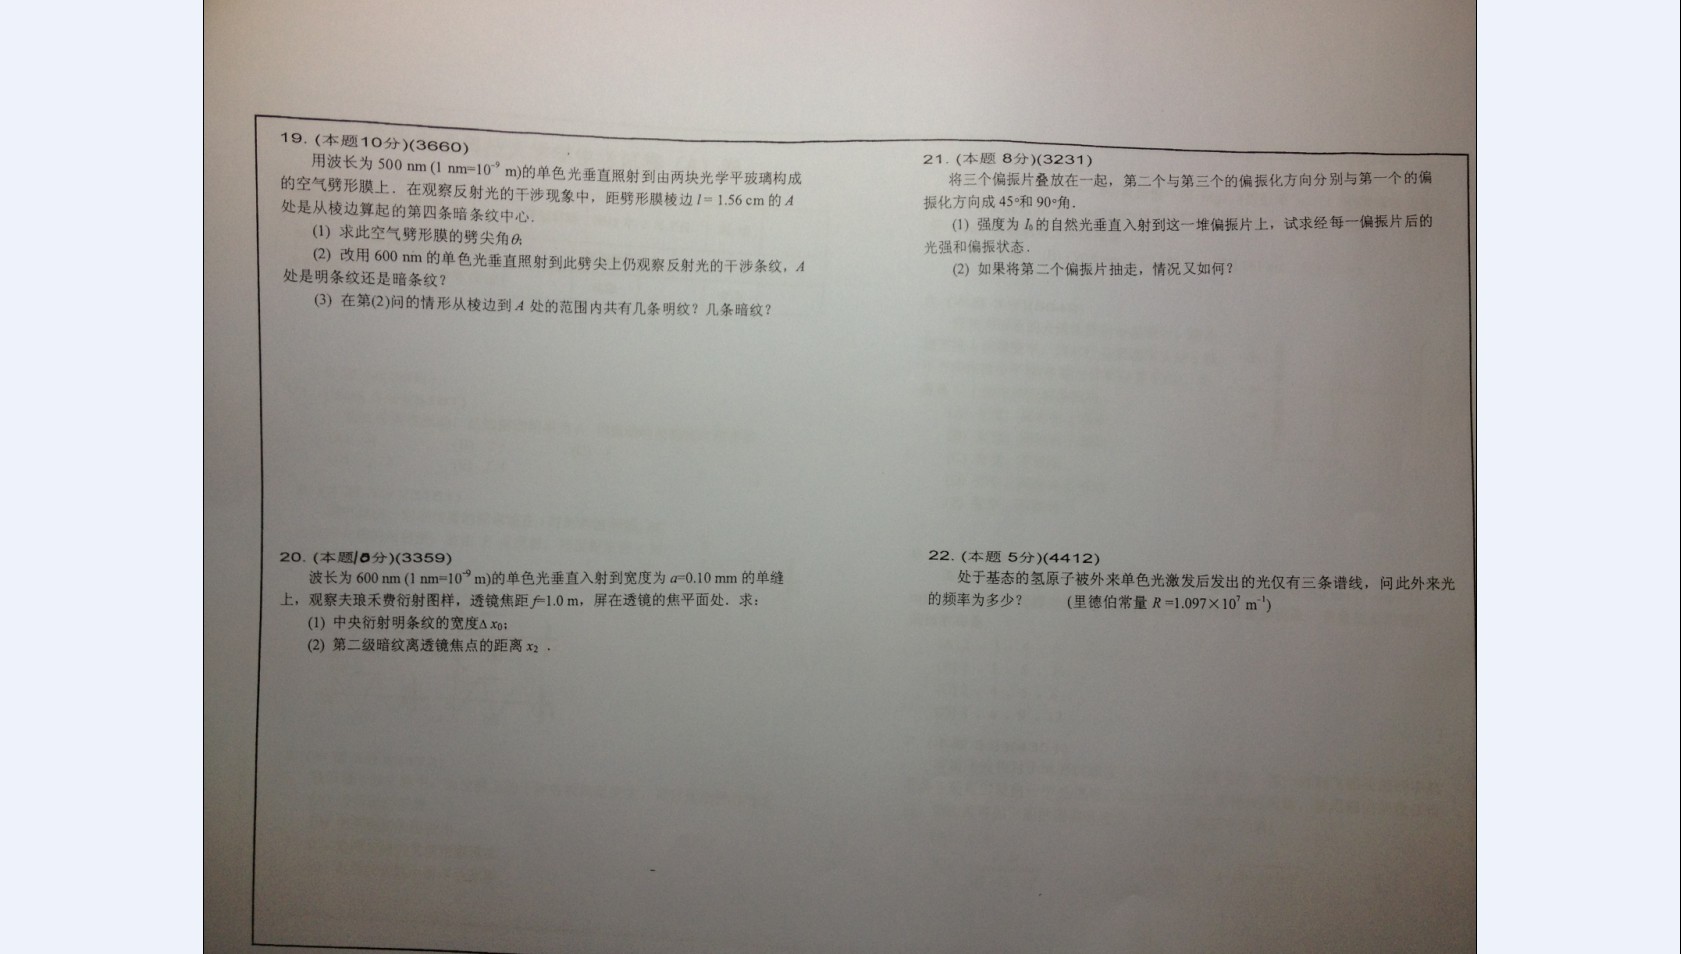 19. (本题10分)(3660)
用波长为 500 nm (1 nm=10⁻⁹ m)的单色光垂直照射到由两块光学平玻璃构成
的空气劈形膜上．在观察反射光的干涉现象中，距劈形膜棱边 l = 1.56 cm 的 A
处是从棱边算起的第四条暗条纹中心．
(1) 求此空气劈形膜的劈尖角θ;
(2) 改用 600 nm 的单色光垂直照射到此劈尖上仍观察反射光的干涉条纹，A
处是明条纹还是暗条纹？
(3) 在第(2)问的情形从棱边到 A 处的范围内共有几条明纹？几条暗纹？
20. (本题10分)(3359)
波长为 600 nm (1 nm=10⁻⁹ m)的单色光垂直入射到宽度为 a=0.10 mm 的单缝
上，观察夫琅禾费衍射图样，透镜焦距 f=1.0 m，屏在透镜的焦平面处．求：
(1) 中央衍射明条纹的宽度Δ x₀;
(2) 第二级暗纹离透镜焦点的距离 x₂ ．
21. (本题 8分)(3231)
将三个偏振片叠放在一起，第二个与第三个的偏振化方向分别与第一个的偏
振化方向成 45°和 90°角．
(1) 强度为 I₀的自然光垂直入射到这一堆偏振片上，试求经每一偏振片后的
光强和偏振状态．
(2) 如果将第二个偏振片抽走，情况又如何？
22. (本题 5分)(4412)
处于基态的氢原子被外来单色光激发后发出的光仅有三条谱线，问此外来光
的频率为多少？ (里德伯常量 R =1.097×10⁷ m⁻¹)